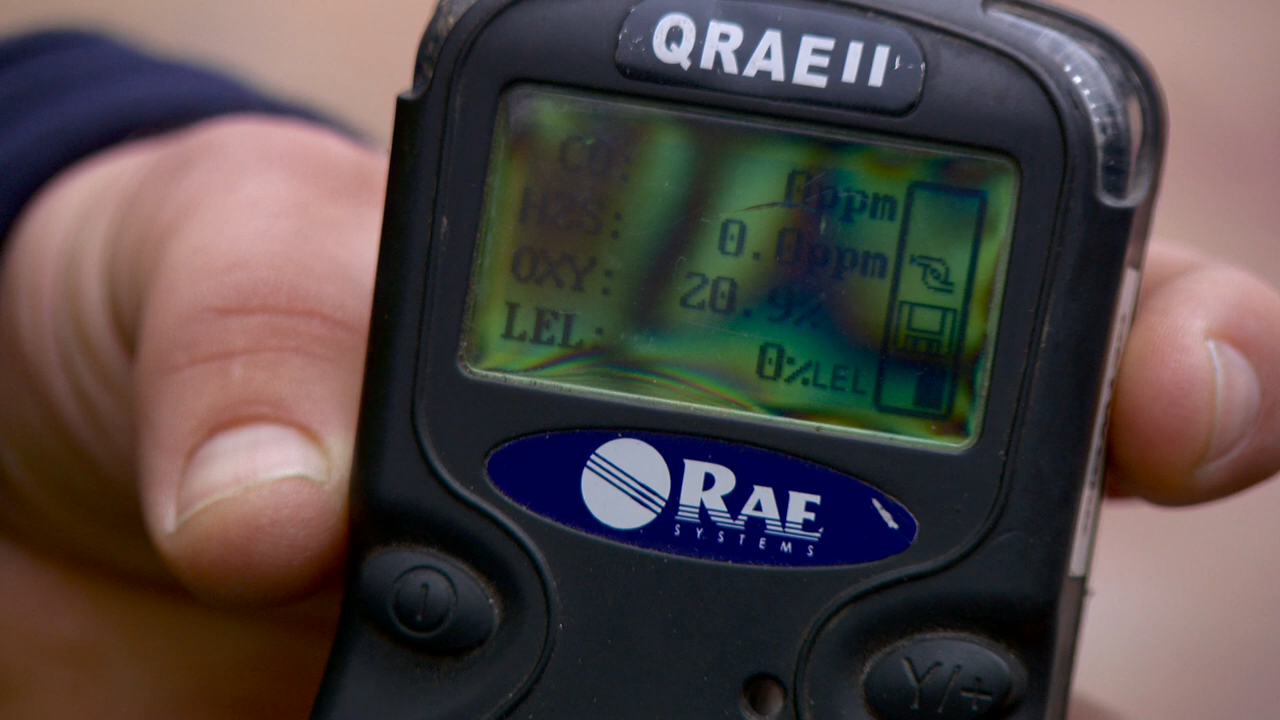 QRAEII
CO: 0ppm
H2S: 0.0ppm
OXY: 20.9%
LEL: 0%LEL
RAE
SYSTEMS
Y/+